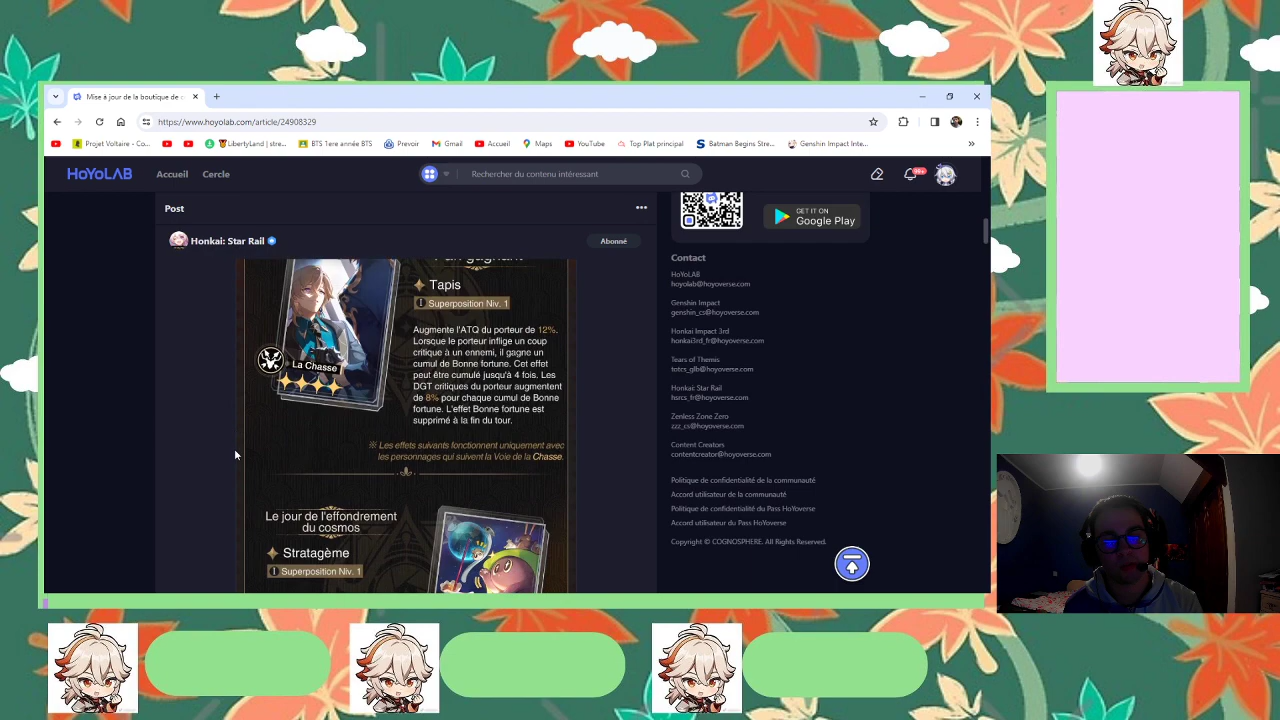 Mise à jour de la boutique de c
https://www.hoyolab.com/article/24908329
Projet Voltaire - Co...
LibertyLand | stre...
BTS 1ere année BTS
Prevoir
Gmail
Accueil
Maps
YouTube
Top Plat principal
Batman Begins Stre...
Genshin Impact Inte...
HoYoLAB
Accueil
Cercle
Rechercher du contenu intéressant
99+
Post
Honkai: Star Rail
Abonné
Tapis
Superposition Niv. 1
Augmente l'ATQ du porteur de 12%.
Lorsque le porteur inflige un coup
critique à un ennemi, il gagne un
cumul de Bonne fortune. Cet effet
peut être cumulé jusqu'à 4 fois. Les
DGT critiques du porteur augmentent
de 8% pour chaque cumul de Bonne
fortune. L'effet Bonne fortune est
supprimé à la fin du tour.
La Chasse
※ Les effets suivants fonctionnent uniquement avec
les personnages qui suivent la Voie de la Chasse.
Le jour de l'effondrement
du cosmos
Stratagème
Superposition Niv. 1
GET IT ON
Google Play
Contact
HoYoLAB
hoyolab@hoyoverse.com
Genshin Impact
genshin_cs@hoyoverse.com
Honkai Impact 3rd
honkai3rd_fr@hoyoverse.com
Tears of Themis
totcs_glb@hoyoverse.com
Honkai: Star Rail
hsrcs_fr@hoyoverse.com
Zenless Zone Zero
zzz_cs@hoyoverse.com
Content Creators
contentcreator@hoyoverse.com
Politique de confidentialité de la communauté
Accord utilisateur de la communauté
Politique de confidentialité du Pass HoYoverse
Accord utilisateur du Pass HoYoverse
Copyright © COGNOSPHERE. All Rights Reserved.